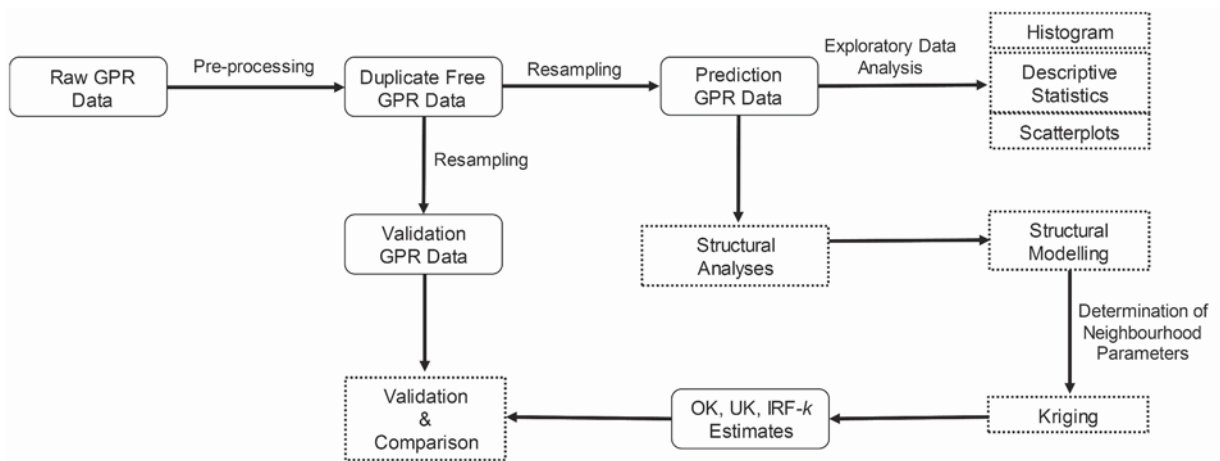 Raw GPR
Data
Pre-processing
Duplicate Free
GPR Data
Resampling
Prediction
GPR Data
Exploratory Data
Analysis
Histogram
Descriptive
Statistics
Scatterplots
Resampling
Validation
GPR Data
Structural
Analyses
Structural
Modelling
Determination of
Neighbourhood
Parameters
Kriging
OK, UK, IRF-k
Estimates
Validation
&
Comparison